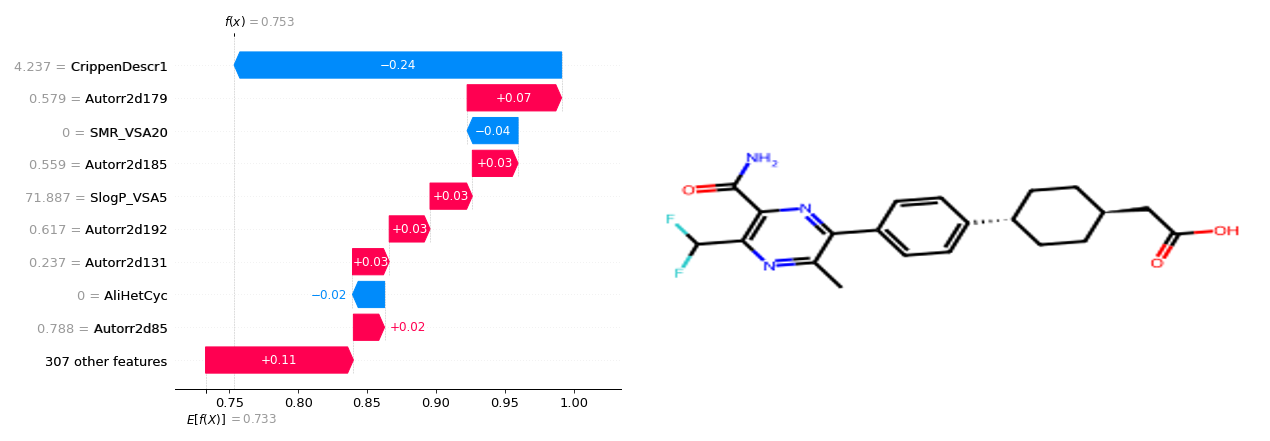 f(x) = 0.753
4.237 = CrippenDescr1
−0.24
0.579 = Autorr2d179
+0.07
0 = SMR_VSA20
−0.04
0.559 = Autorr2d185
+0.03
71.887 = SlogP_VSA5
+0.03
0.617 = Autorr2d192
+0.03
0.237 = Autorr2d131
+0.03
0 = AliHetCyc
−0.02
0.788 = Autorr2d85
+0.02
307 other features
+0.11
0.75 0.80 0.85 0.90 0.95 1.00
E[f(X)] = 0.733
NH2
O
F
N
F
N
OH
O